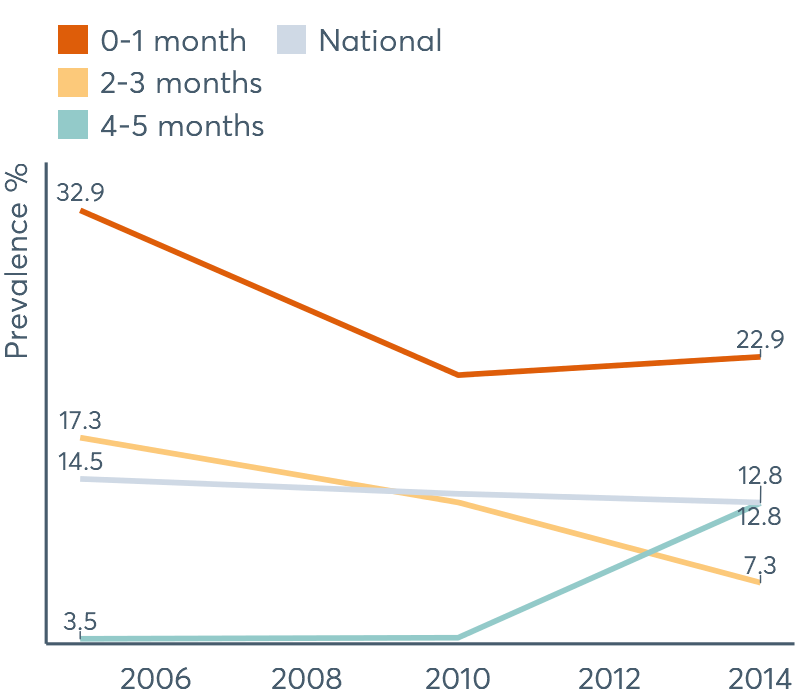 0-1 month
National
2-3 months
4-5 months
Prevalence %
32.9
22.9
17.3
14.5
12.8
12.8
7.3
3.5
2006 2008 2010 2012 2014